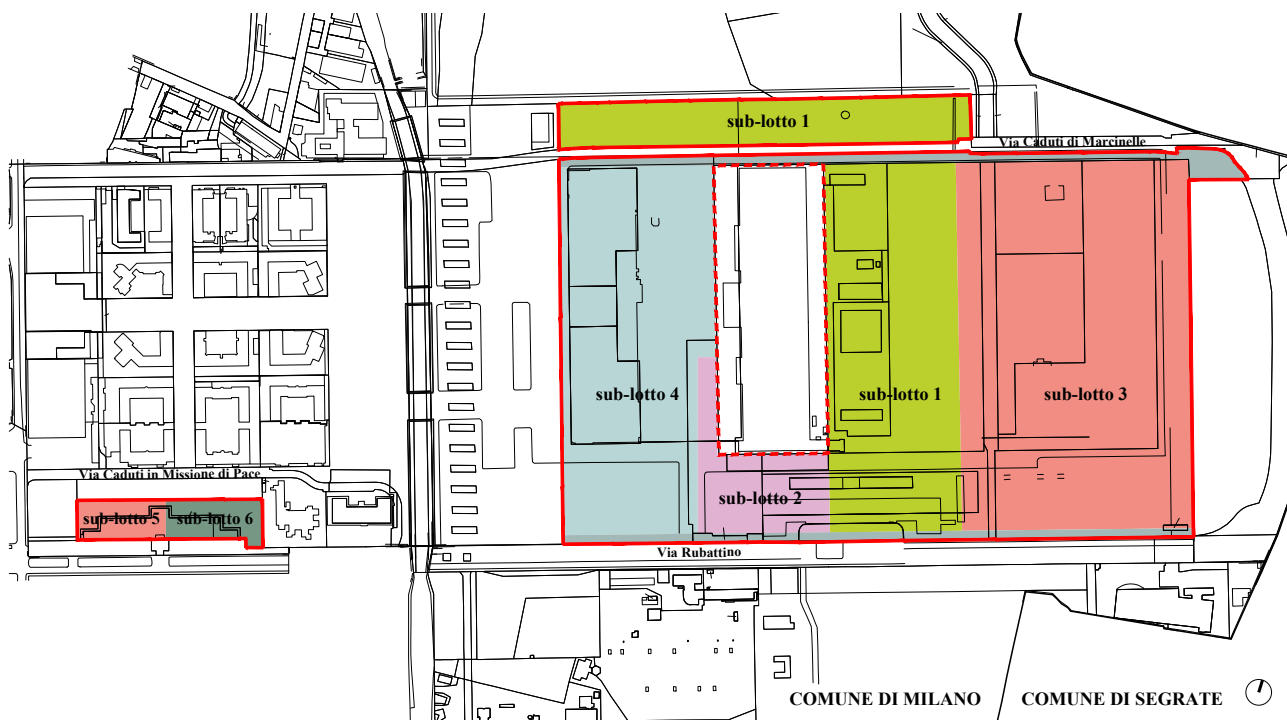 sub-lotto 1
Via Caduti di Marcinelle
sub-lotto 4
sub-lotto 1
sub-lotto 3
Via Caduti in Missione di Pace
sub-lotto 5
sub-lotto 6
sub-lotto 2
Via Rubattino
COMUNE DI MILANO
COMUNE DI SEGRATE